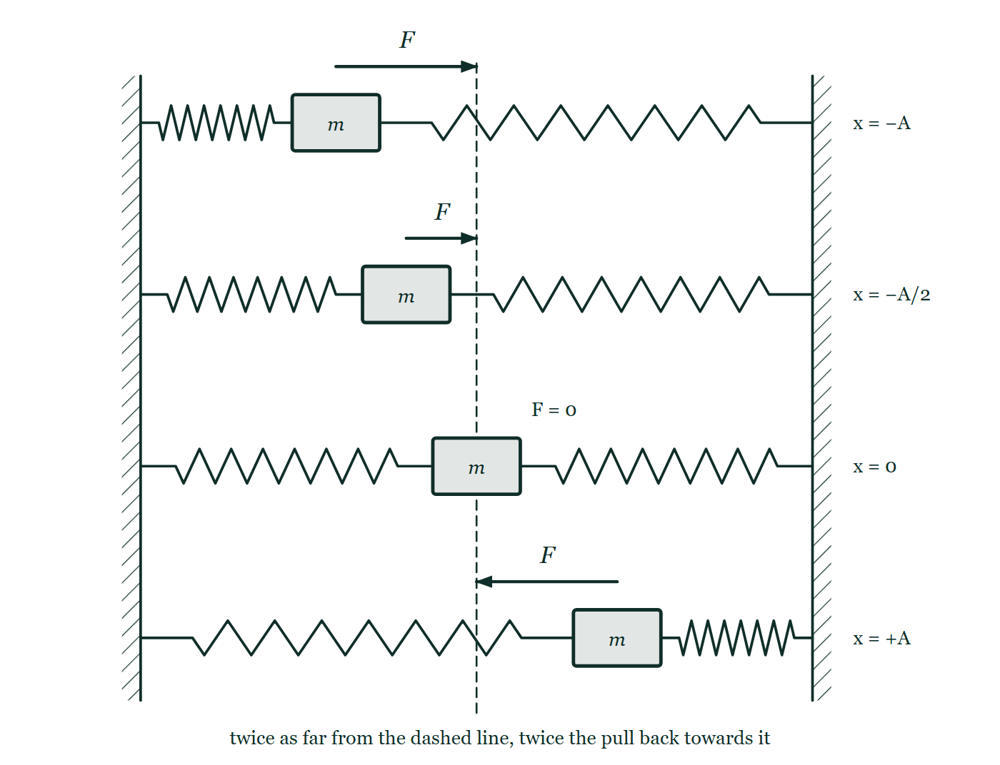 F
m
x = −A
F
m
x = −A/2
F = 0
m
x = 0
F
m
x = +A
twice as far from the dashed line, twice the pull back towards it